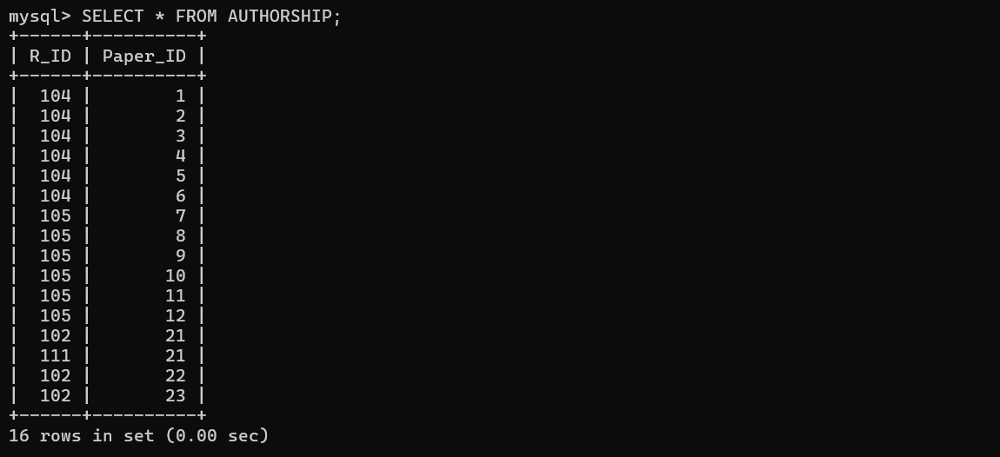 mysql> SELECT * FROM AUTHORSHIP;
+------+----------+
| R_ID | Paper_ID |
+------+----------+
|  104 |        1 |
|  104 |        2 |
|  104 |        3 |
|  104 |        4 |
|  104 |        5 |
|  104 |        6 |
|  105 |        7 |
|  105 |        8 |
|  105 |        9 |
|  105 |       10 |
|  105 |       11 |
|  105 |       12 |
|  102 |       21 |
|  111 |       21 |
|  102 |       22 |
|  102 |       23 |
+------+----------+
16 rows in set (0.00 sec)